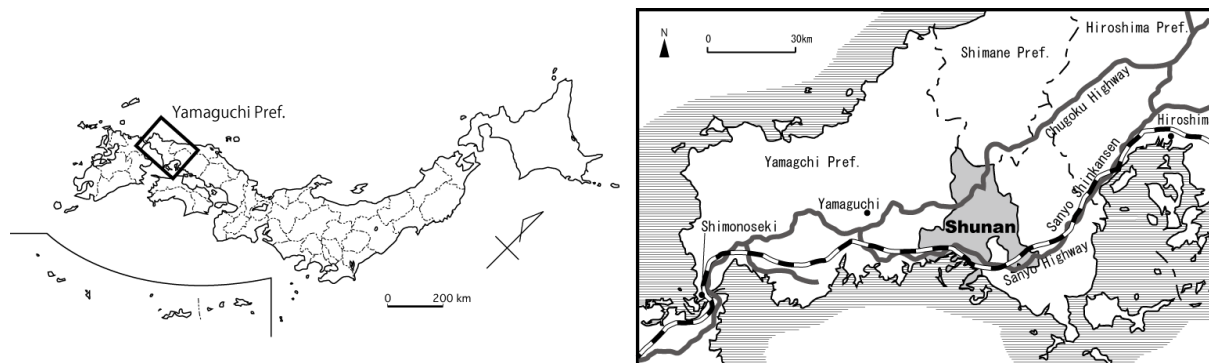 Yamaguchi Pref.
0 200 km
N
0 30km
Hiroshima Pref.
Shimane Pref.
Chugoku Highway
Hiroshima
Yamagchi Pref.
Sanyo Shinkansen
Yamaguchi
Shimonoseki
Shunan
Sanyo Highway